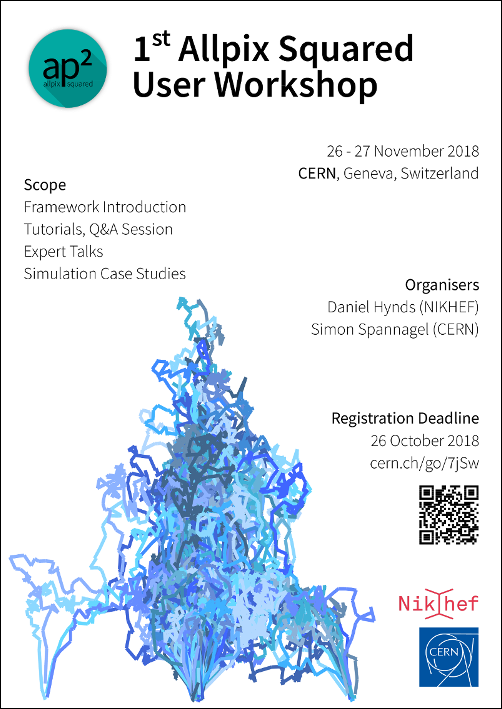 ap²
allpix squared
1st Allpix Squared
User Workshop
26 - 27 November 2018
CERN, Geneva, Switzerland
Scope
Framework Introduction
Tutorials, Q&A Session
Expert Talks
Simulation Case Studies
Organisers
Daniel Hynds (NIKHEF)
Simon Spannagel (CERN)
Registration Deadline
26 October 2018
cern.ch/go/7jSw
Nikhef
CERN